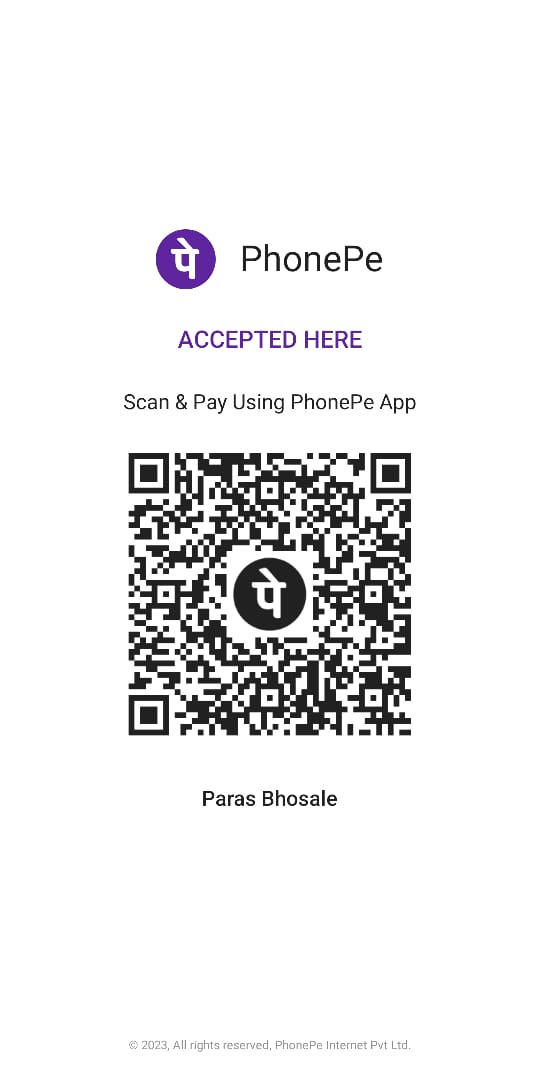 पे PhonePe
ACCEPTED HERE
Scan & Pay Using PhonePe App
पे
Paras Bhosale
© 2023, All rights reserved, PhonePe Internet Pvt Ltd.